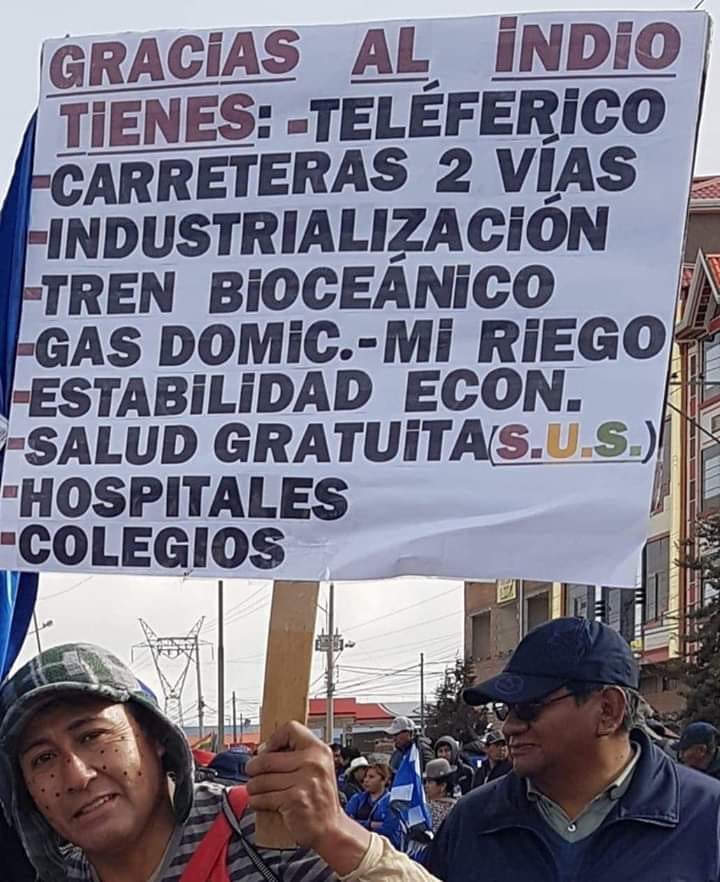 GRACIAS AL INDIO
TIENES: -TELÉFERICO
-CARRETERAS 2 VÍAS
-INDUSTRIALIZACIÓN
-TREN BIOCEÁNICO
-GAS DOMIC.-MI RIEGO
-ESTABILIDAD ECON.
-SALUD GRATUITA(S.U.S.)
-HOSPITALES
-COLEGIOS